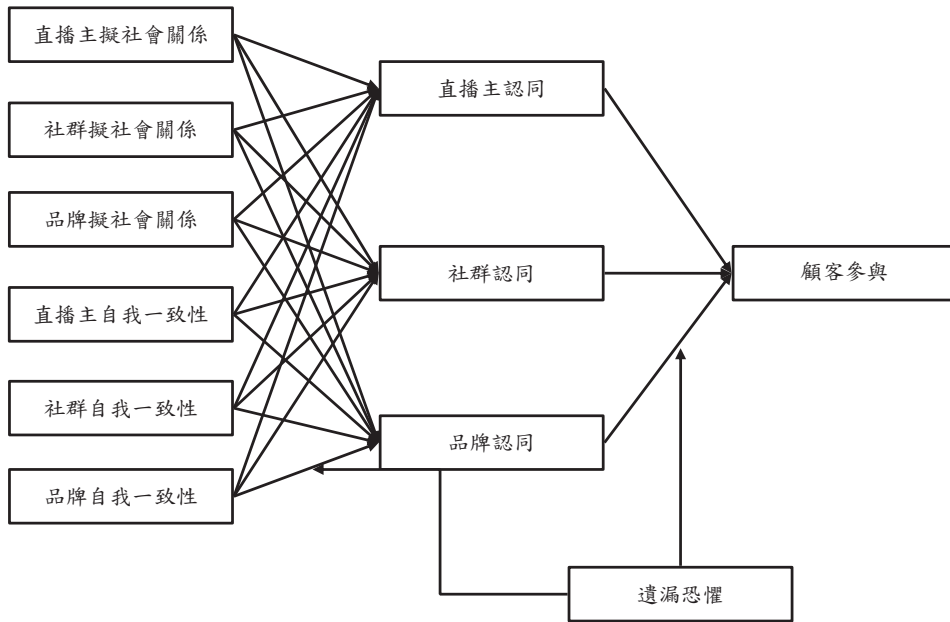 直播主擬社會關係
社群擬社會關係
品牌擬社會關係
直播主自我一致性
社群自我一致性
品牌自我一致性
直播主認同
社群認同
品牌認同
顧客參與
遺漏恐懼